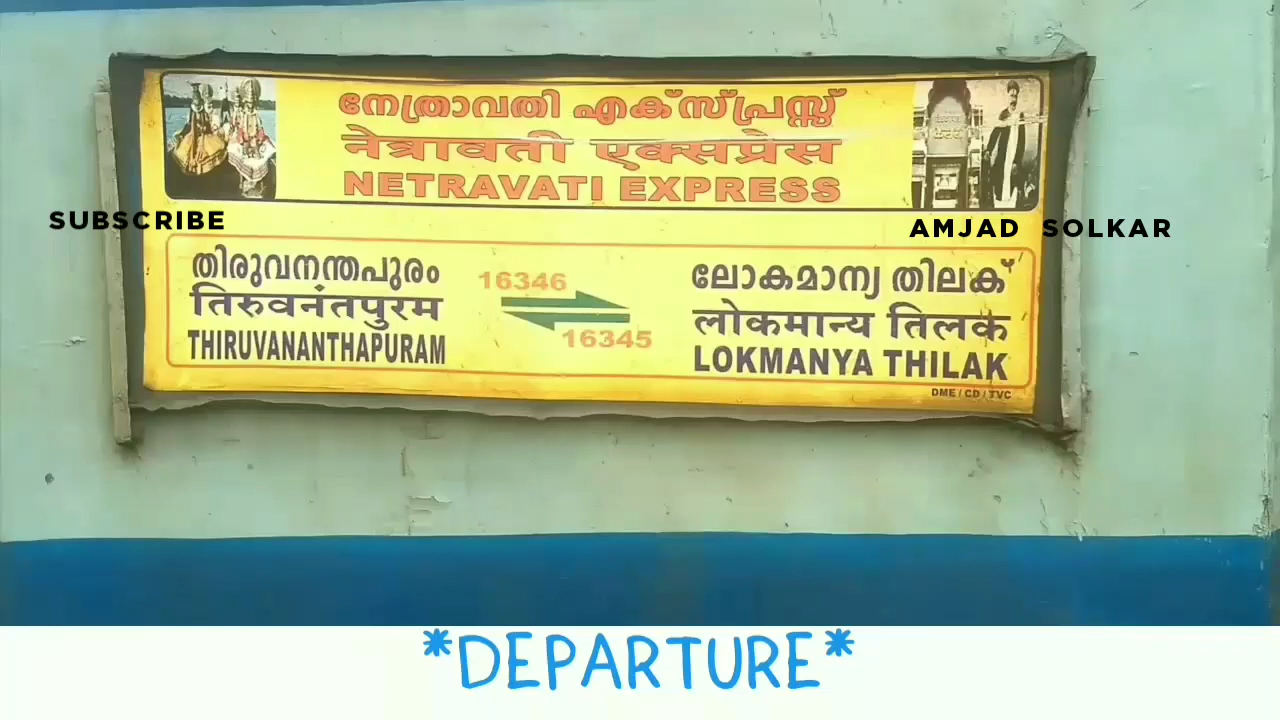 നേത്രാവതി എക്സ്പ്രസ്സ്
नेत्रावती एक्सप्रेस
NETRAVATI EXPRESS
SUBSCRIBE
AMJAD SOLKAR
തിരുവനന്തപുരം
तिरुवनंतपुरम
THIRUVANANTHAPURAM
16346
16345
ലോകമാന്യ തിലക്
लोकमान्य तिलक
LOKMANYA THILAK
DME / CD / TVC
*DEPARTURE*